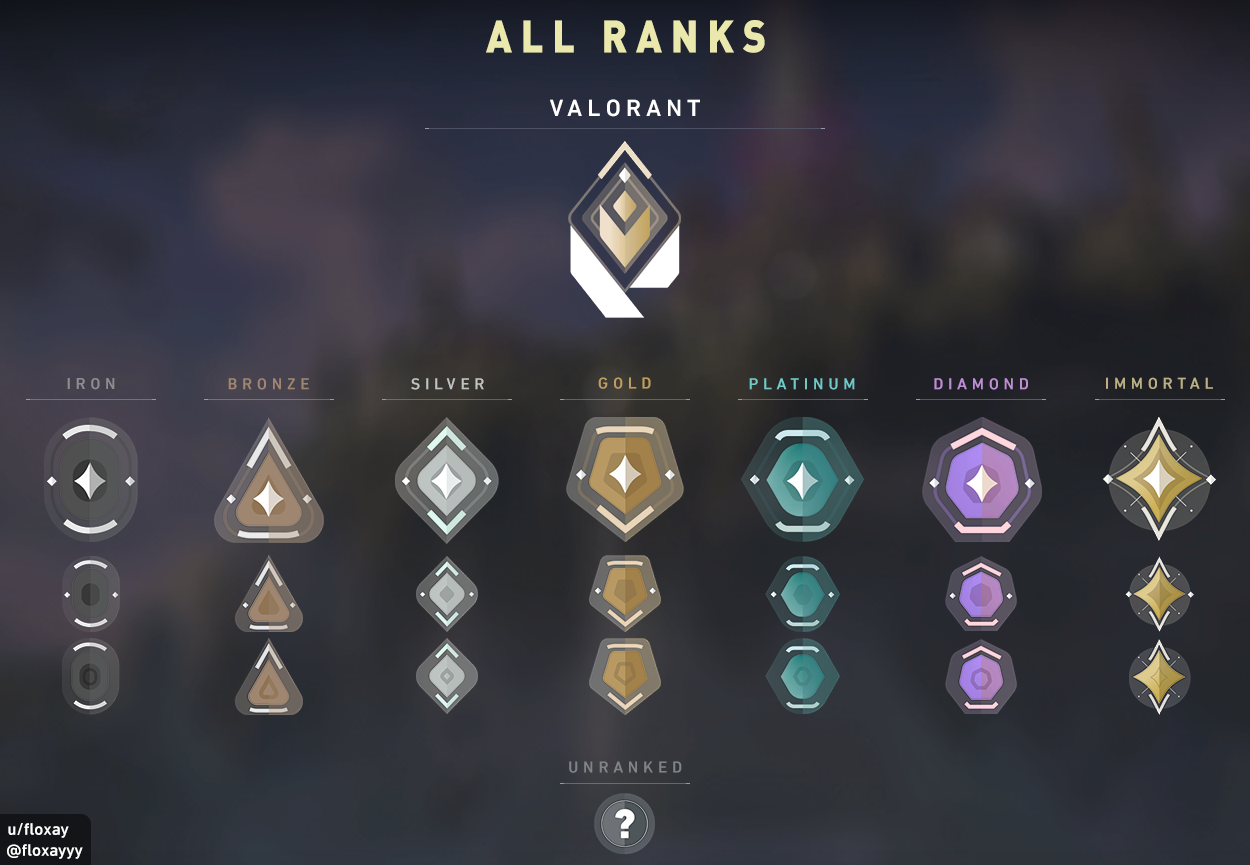 ALL RANKS
VALORANT
IRON
BRONZE
SILVER
GOLD
PLATINUM
DIAMOND
IMMORTAL
UNRANKED
?
u/floxay
@floxayyy